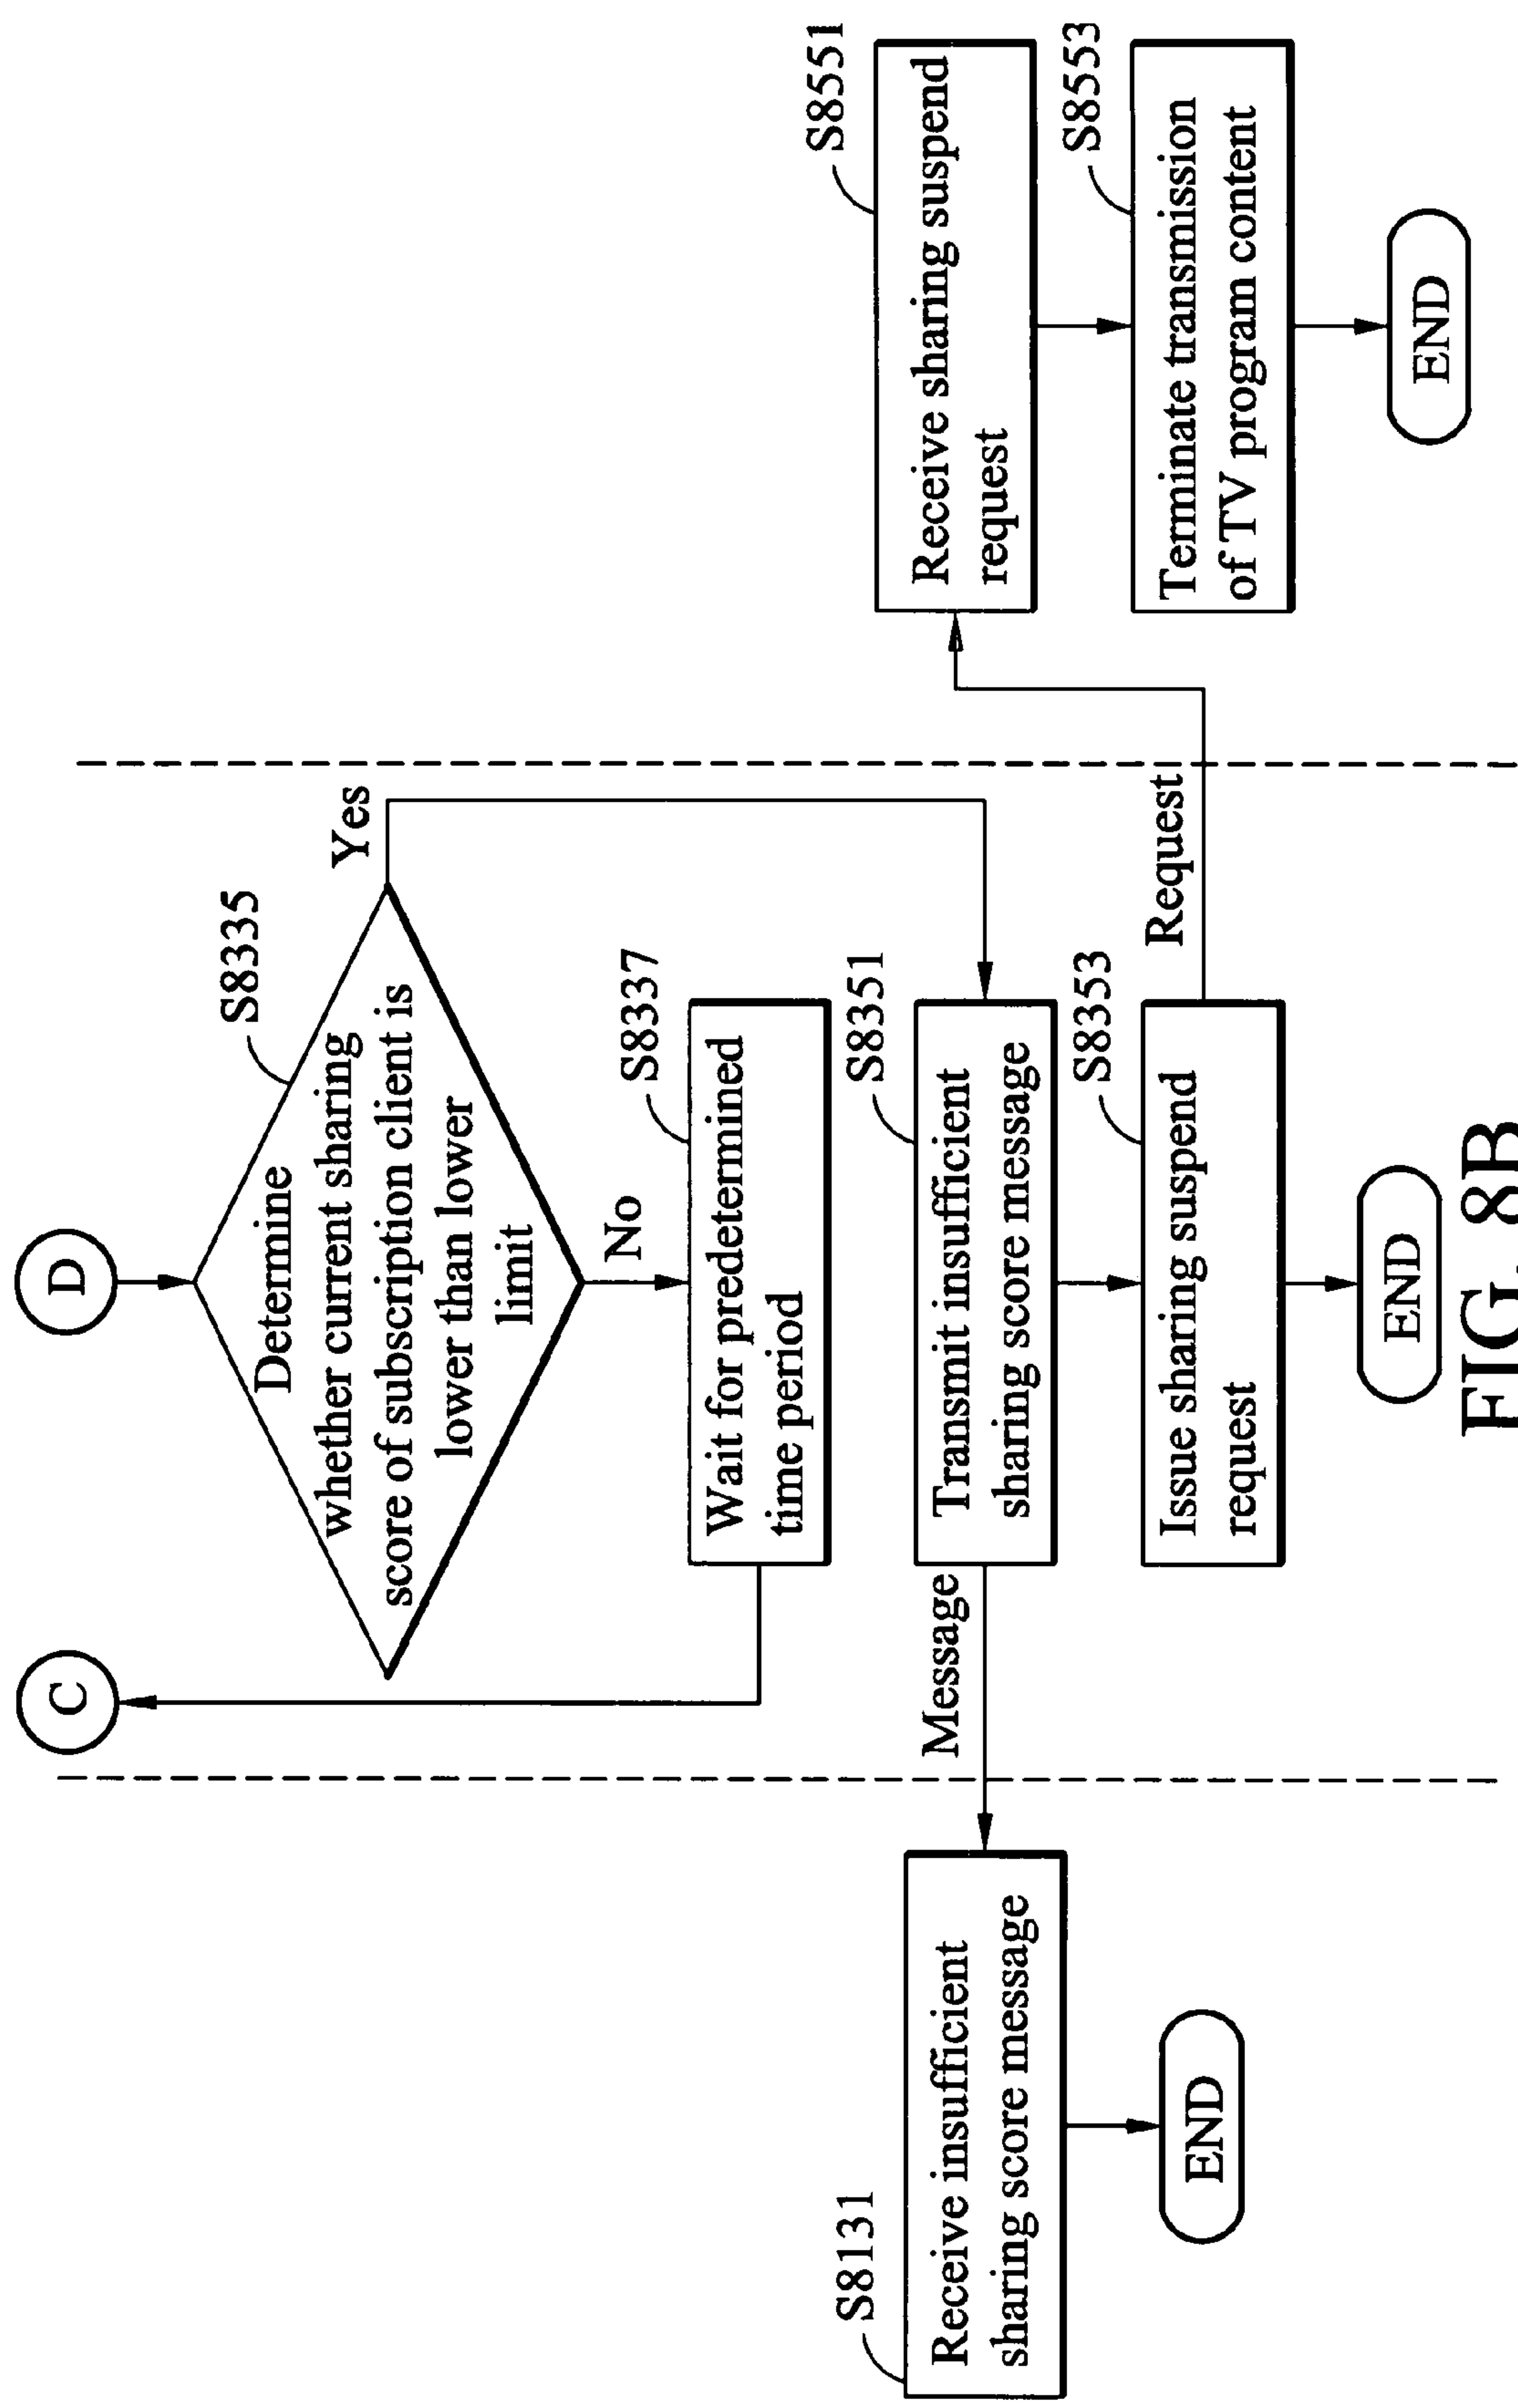 C
D
Determine
whether current sharing
score of subscription client is
lower than lower
limit
S8335
Yes
No
S8337
Wait for predetermined
time period
S8351
Transmit insufficient
sharing score message
Message
S8131
Receive insufficient
sharing score message
END
S8353
Issue sharing suspend
request
Request
END
S8551
Receive sharing suspend
request
S8553
Terminate transmission
of TV program content
END
FIG. 8B